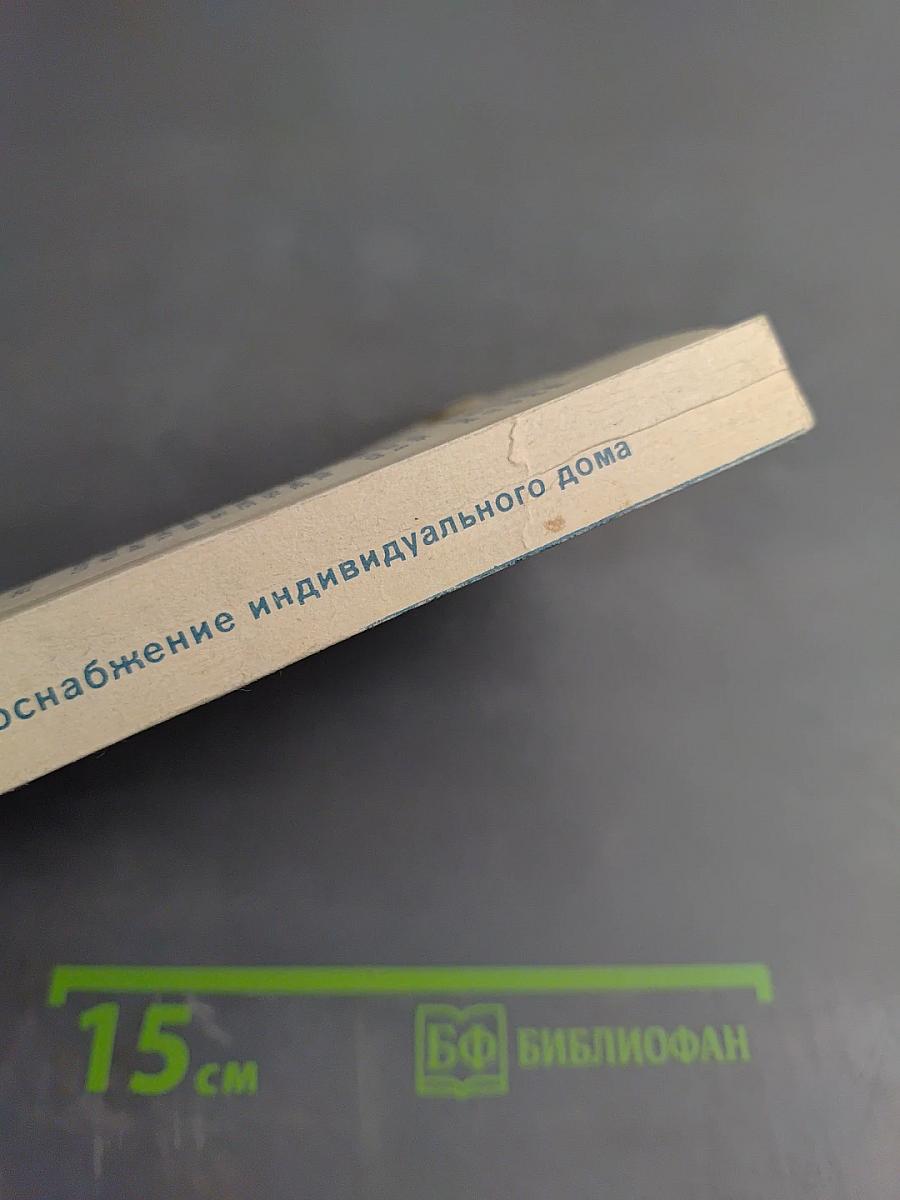 оснабжение индивидуального дома
15 см
БФ БИБЛИОФАН